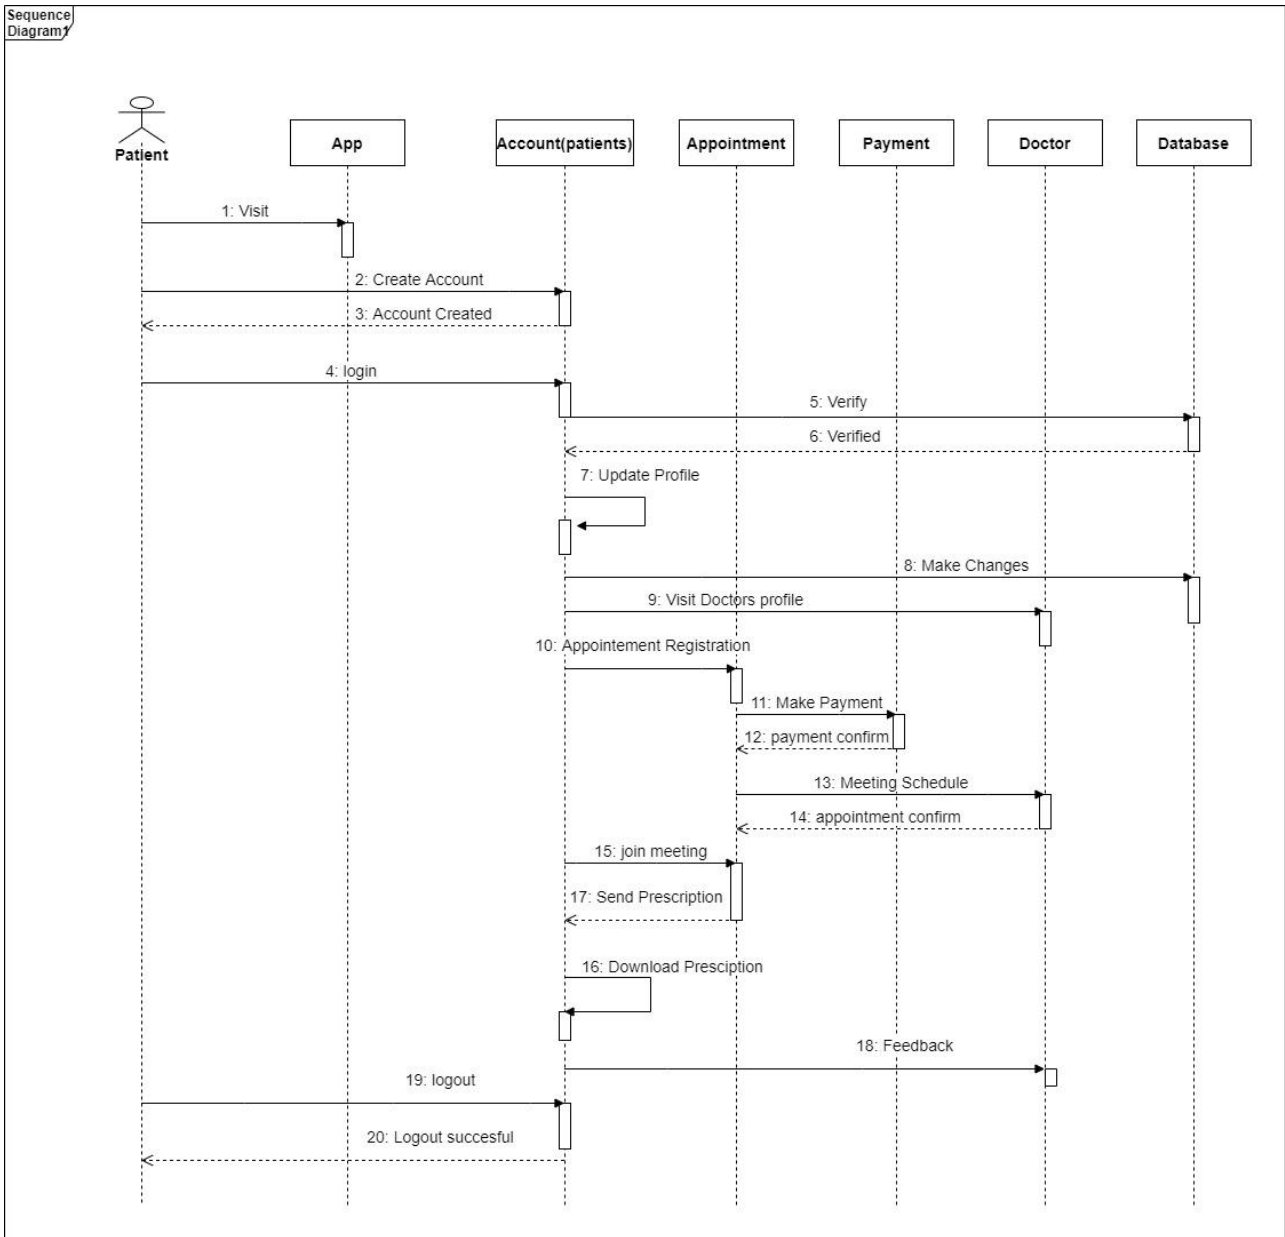 Sequence
Diagram1
Patient
App
Account(patients)
Appointment
Payment
Doctor
Database
1: Visit
2: Create Account
3: Account Created
4: login
5: Verify
6: Verified
7: Update Profile
8: Make Changes
9: Visit Doctors profile
10: Appointement Registration
11: Make Payment
12: payment confirm
13: Meeting Schedule
14: appointment confirm
15: join meeting
17: Send Prescription
16: Download Presciption
18: Feedback
19: logout
20: Logout succesful